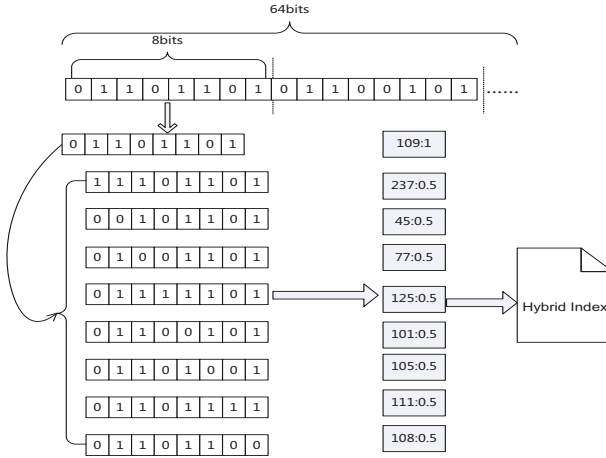 64bits
8bits
0 1 1 0 1 1 0 1 0 1 1 0 0 1 0 1 ......
0 1 1 0 1 1 0 1 109:1
1 1 1 0 1 1 0 1 237:0.5
0 0 1 0 1 1 0 1 45:0.5
0 1 0 0 1 1 0 1 77:0.5
0 1 1 1 1 1 0 1 125:0.5 Hybrid Index
0 1 1 0 0 1 0 1 101:0.5
0 1 1 0 1 0 0 1 105:0.5
0 1 1 0 1 1 1 1 111:0.5
0 1 1 0 1 1 0 0 108:0.5